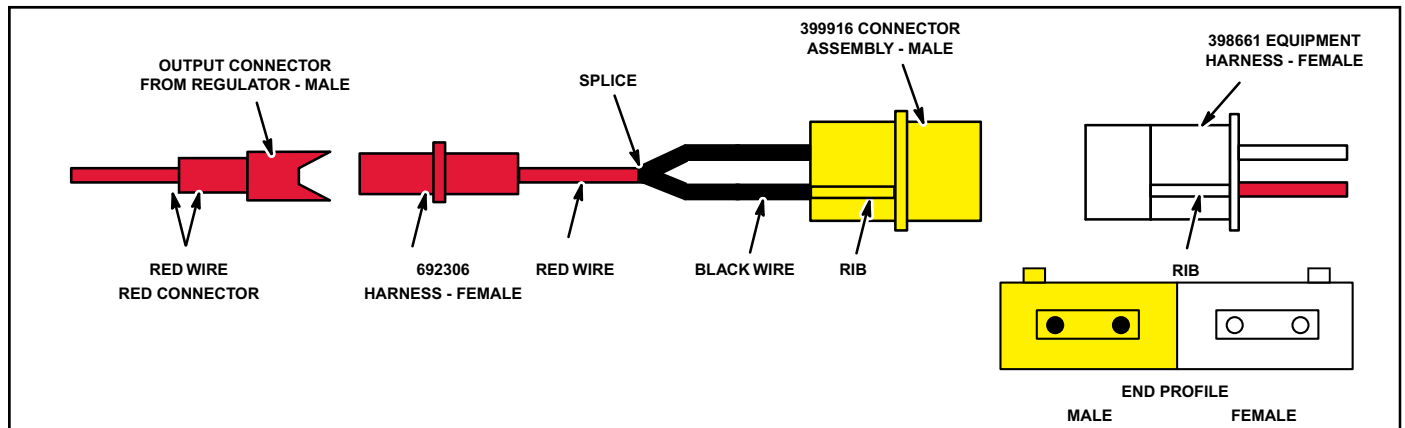 OUTPUT CONNECTOR
FROM REGULATOR - MALE
SPLICE
399916 CONNECTOR
ASSEMBLY - MALE
398661 EQUIPMENT
HARNESS - FEMALE
RED WIRE
RED CONNECTOR
692306
HARNESS - FEMALE
RED WIRE
BLACK WIRE
RIB
RIB
END PROFILE
MALE
FEMALE